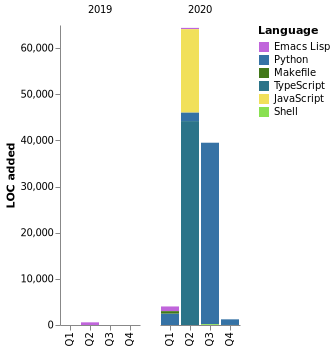 2019 2020
Language
Emacs Lisp
Python
Makefile
TypeScript
JavaScript
Shell
LOC added
60,000
50,000
40,000
30,000
20,000
10,000
0
Q1 Q2 Q3 Q4 Q1 Q2 Q3 Q4